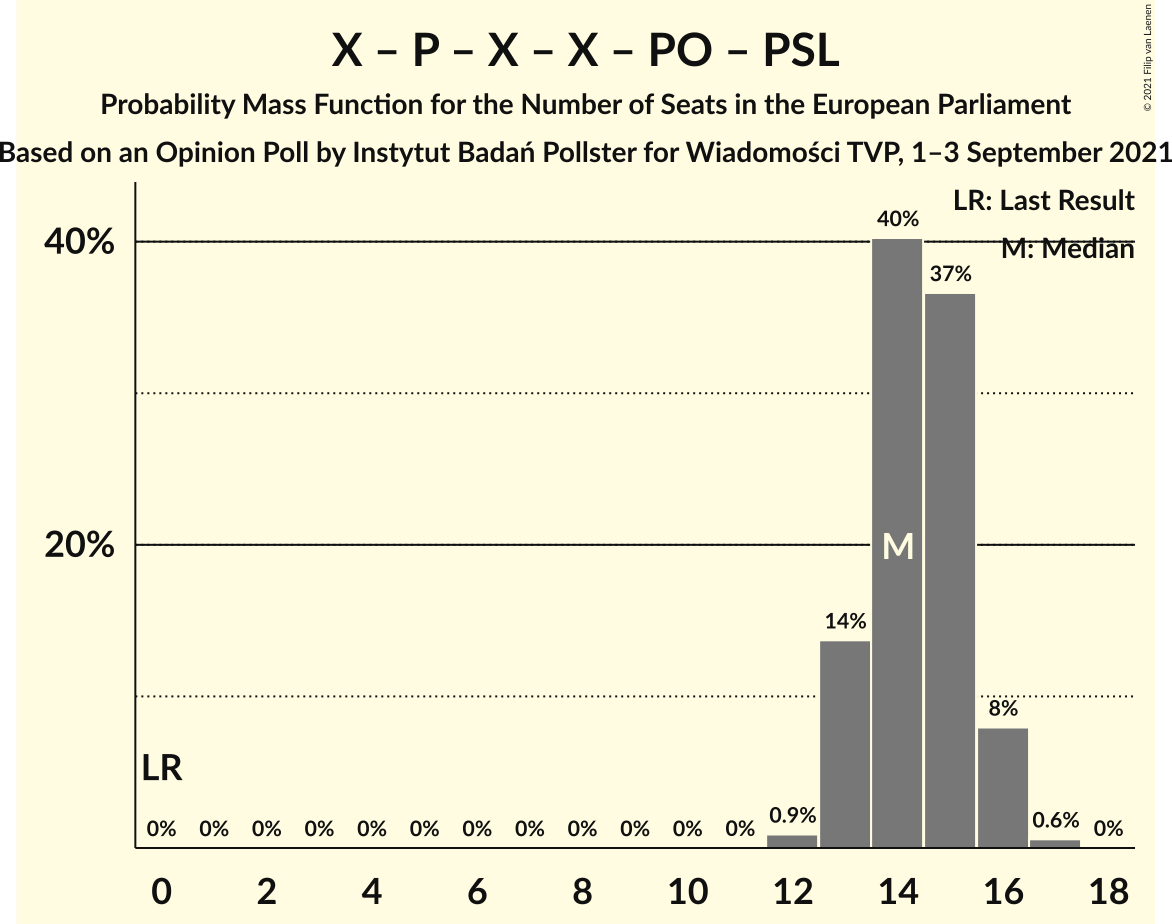 X – P – X – X – PO – PSL
Probability Mass Function for the Number of Seats in the European Parliament
Based on an Opinion Poll by Instytut Badań Pollster for Wiadomości TVP, 1–3 September 2021
© 2021 Filip van Laenen
LR: Last Result
M: Median
40%
20%
40%
37%
M
14%
8%
LR
0% 0% 0% 0% 0% 0% 0% 0% 0% 0% 0% 0% 0.9% 0.6% 0%
0 2 4 6 8 10 12 14 16 18